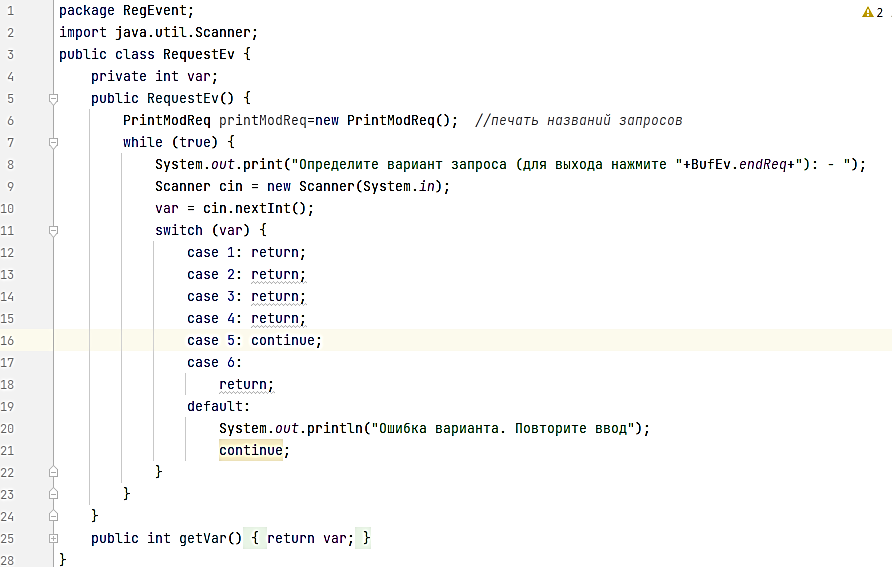 1 package RegEvent;
2 import java.util.Scanner;
3 public class RequestEv {
4     private int var;
5     public RequestEv() {
6         PrintModReq printModReq=new PrintModReq();  //печать названий запросов
7         while (true) {
8             System.out.print("Определите вариант запроса (для выхода нажмите "+BufEv.endReq+"): - ");
9             Scanner cin = new Scanner(System.in);
10             var = cin.nextInt();
11             switch (var) {
12                 case 1: return;
13                 case 2: return;
14                 case 3: return;
15                 case 4: return;
16                 case 5: continue;
17                 case 6:
18                     return;
19                 default:
20                     System.out.println("Ошибка варианта. Повторите ввод");
21                     continue;
22             }
23         }
24     }
25     public int getVar() { return var; }
28 }
2